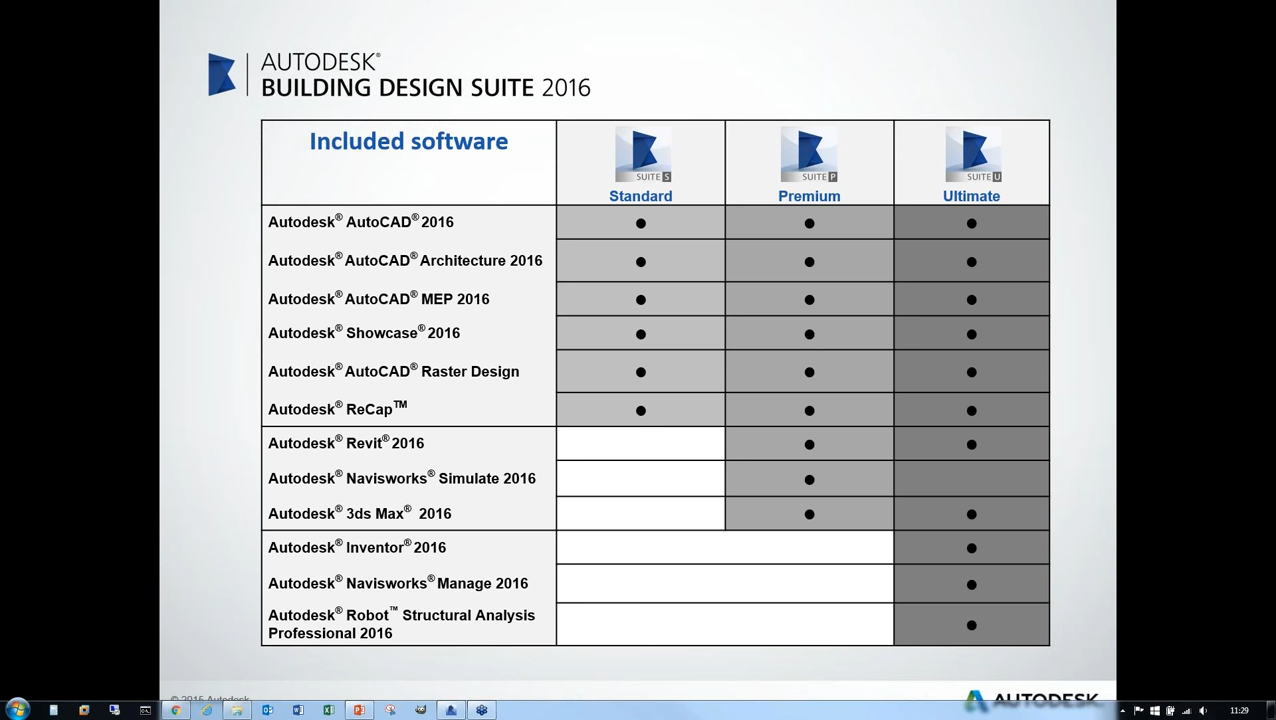 AUTODESK®
BUILDING DESIGN SUITE 2016
Included software
SUITE S
SUITE P
SUITE U
Standard
Premium
Ultimate
Autodesk® AutoCAD® 2016
Autodesk® AutoCAD® Architecture 2016
Autodesk® AutoCAD® MEP 2016
Autodesk® Showcase® 2016
Autodesk® AutoCAD® Raster Design
Autodesk® ReCap™
Autodesk® Revit® 2016
Autodesk® Navisworks® Simulate 2016
Autodesk® 3ds Max® 2016
Autodesk® Inventor® 2016
Autodesk® Navisworks® Manage 2016
Autodesk® Robot™ Structural Analysis
Professional 2016
© 2015 Autodesk
AUTODESK
11:29